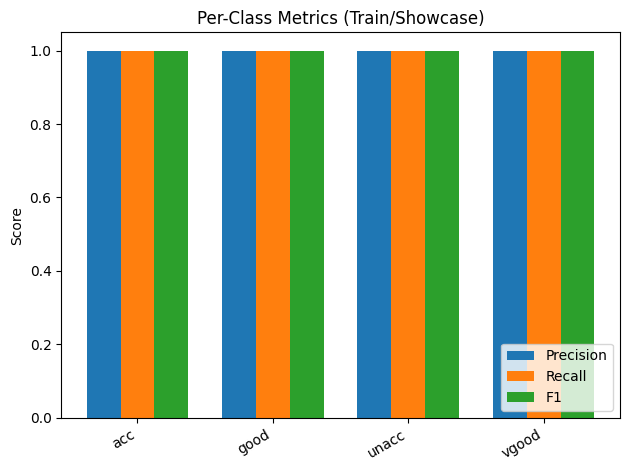 Per-Class Metrics (Train/Showcase)
Score
1.0
0.8
0.6
0.4
0.2
0.0
acc
good
unacc
vgood
Precision
Recall
F1